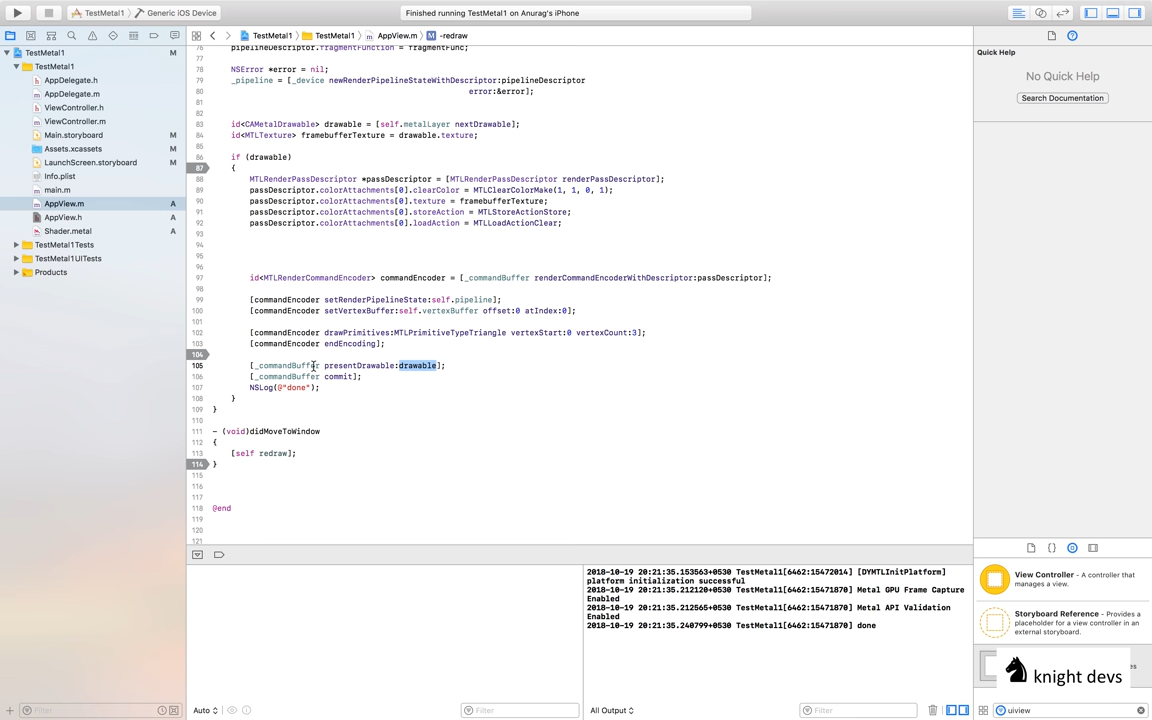 TestMetal1 〉 Generic iOS Device
Finished running TestMetal1 on Anurag's iPhone
TestMetal1 〉 TestMetal1 〉 AppView.m 〉 M -redraw
TestMetal1 M
TestMetal1
AppDelegate.h
AppDelegate.m
ViewController.h
ViewController.m
Main.storyboard M
Assets.xcassets M
LaunchScreen.storyboard M
Info.plist
main.m
AppView.m A
AppView.h A
Shader.metal A
TestMetal1Tests
TestMetal1UITests
Products
Filter
76 pipelineDescriptor.fragmentFunction = fragmentFunc;
77
78 NSError *error = nil;
79 _pipeline = [_device newRenderPipelineStateWithDescriptor:pipelineDescriptor
80 error:&error];
81
82
83 id<CAMetalDrawable> drawable = [self.metalLayer nextDrawable];
84 id<MTLTexture> framebufferTexture = drawable.texture;
85
86 if (drawable)
87 {
88 MTLRenderPassDescriptor *passDescriptor = [MTLRenderPassDescriptor renderPassDescriptor];
89 passDescriptor.colorAttachments[0].clearColor = MTLClearColorMake(1, 1, 0, 1);
90 passDescriptor.colorAttachments[0].texture = framebufferTexture;
91 passDescriptor.colorAttachments[0].storeAction = MTLStoreActionStore;
92 passDescriptor.colorAttachments[0].loadAction = MTLLoadActionClear;
93
94
95
96
97 id<MTLRenderCommandEncoder> commandEncoder = [_commandBuffer renderCommandEncoderWithDescriptor:passDescriptor];
98
99 [commandEncoder setRenderPipelineState:self.pipeline];
100 [commandEncoder setVertexBuffer:self.vertexBuffer offset:0 atIndex:0];
101
102 [commandEncoder drawPrimitives:MTLPrimitiveTypeTriangle vertexStart:0 vertexCount:3];
103 [commandEncoder endEncoding];
104
105 [_commandBuffer presentDrawable:drawable];
106 [_commandBuffer commit];
107 NSLog(@"done");
108 }
109 }
110
111 - (void)didMoveToWindow
112 {
113 [self redraw];
114 }
115
116
117
118 @end
119
120
121
Auto
Filter
2018-10-19 20:21:35.153563+0530 TestMetal1[6462:15472014] [DYMTLInitPlatform]
platform initialization successful
2018-10-19 20:21:35.212120+0530 TestMetal1[6462:15471870] Metal GPU Frame Capture
Enabled
2018-10-19 20:21:35.212565+0530 TestMetal1[6462:15471870] Metal API Validation
Enabled
2018-10-19 20:21:35.240799+0530 TestMetal1[6462:15471870] done
All Output
Filter
Quick Help
No Quick Help
Search Documentation
View Controller - A controller that
manages a view.
Storyboard Reference - Provides a
placeholder for a view controller in an
external storyboard.
knight devs
uiview